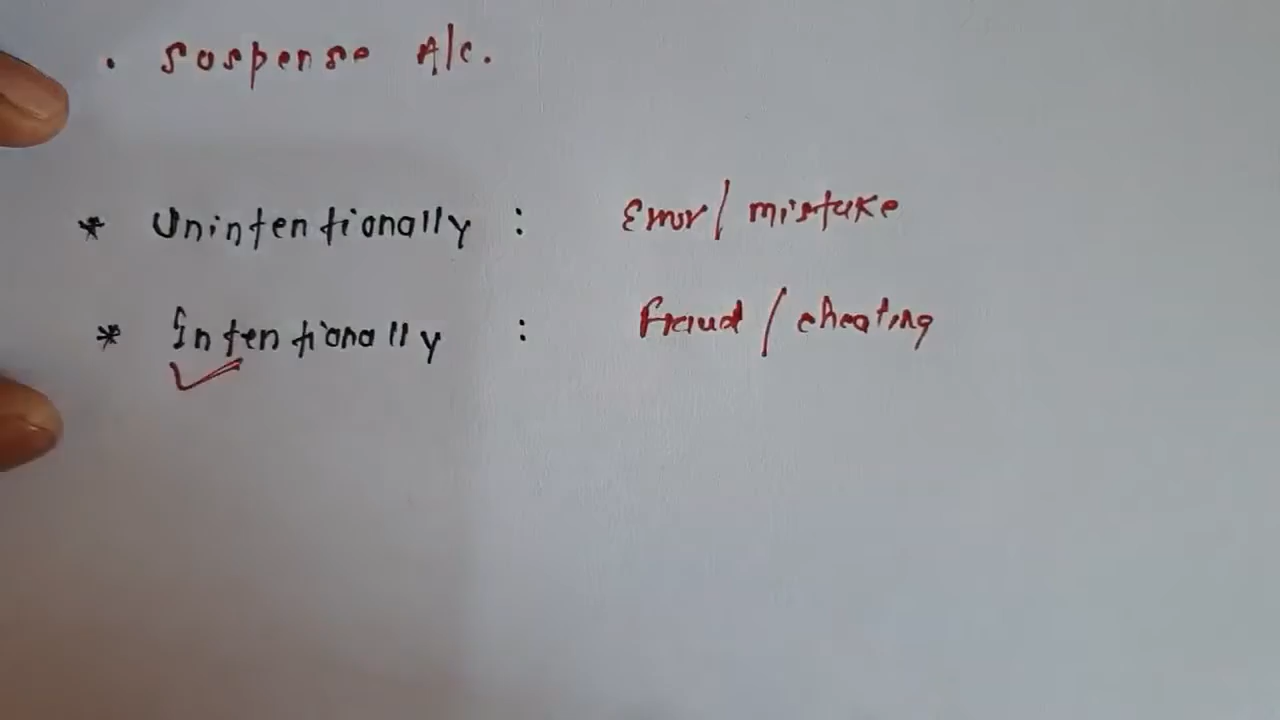 . Suspense A/c.
* Unintentionally : Error / mistake
* Intentionally : fraud / cheating